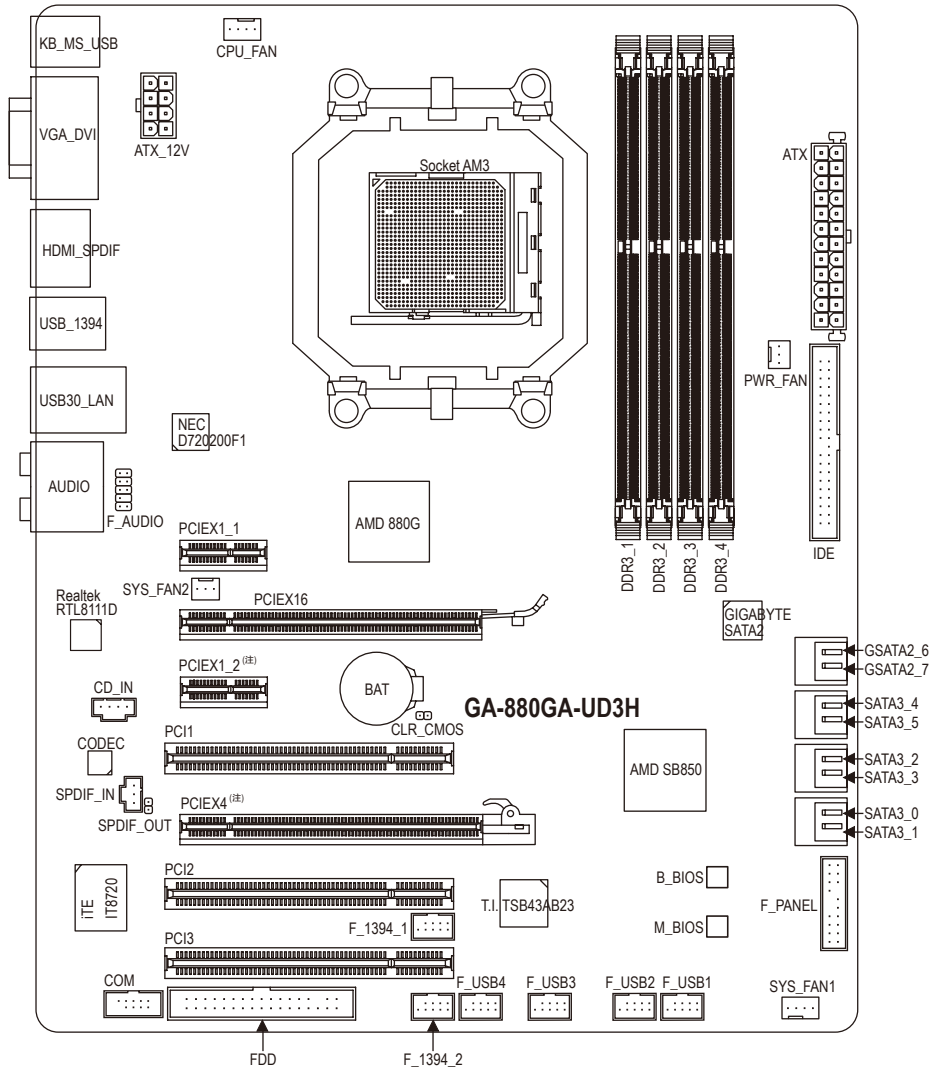 KB_MS_USB
CPU_FAN
VGA_DVI
ATX_12V
Socket AM3
ATX
HDMI_SPDIF
USB_1394
PWR_FAN
USB30_LAN
NEC
D720200F1
AUDIO
F_AUDIO
AMD 880G
PCIEX1_1
IDE
DDR3_1
DDR3_2
DDR3_3
DDR3_4
SYS_FAN2
Realtek
RTL8111D
PCIEX16
GIGABYTE
SATA2
GSATA2_6
GSATA2_7
PCIEX1_2 (注)
BAT
CD_IN
GA-880GA-UD3H
CLR_CMOS
SATA3_4
SATA3_5
PCI1
CODEC
AMD SB850
SATA3_2
SATA3_3
SPDIF_IN
PCIEX4 (注)
SPDIF_OUT
SATA3_0
SATA3_1
iTE
IT8720
PCI2
B_BIOS
T.I. TSB43AB23
F_PANEL
F_1394_1
M_BIOS
PCI3
COM
F_USB4
F_USB3
F_USB2
F_USB1
SYS_FAN1
FDD
F_1394_2